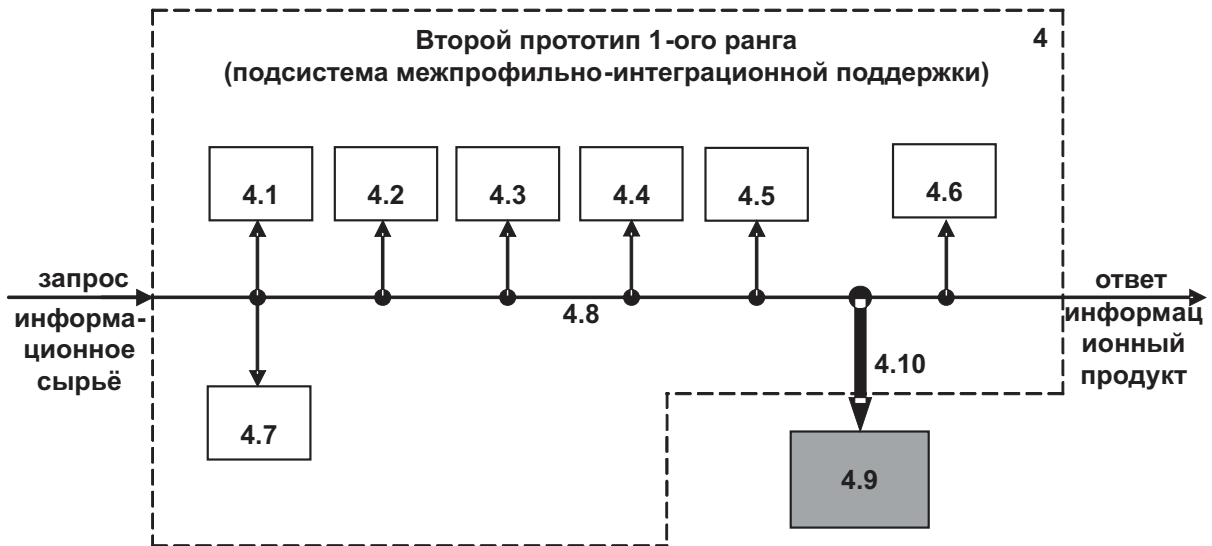 Второй прототип 1-ого ранга
4
(подсистема межпрофильно-интеграционной поддержки)
4.1
4.2
4.3
4.4
4.5
4.6
запрос
информа-
ционное
сырьё
4.8
ответ
информац
ионный
продукт
4.10
4.7
4.9